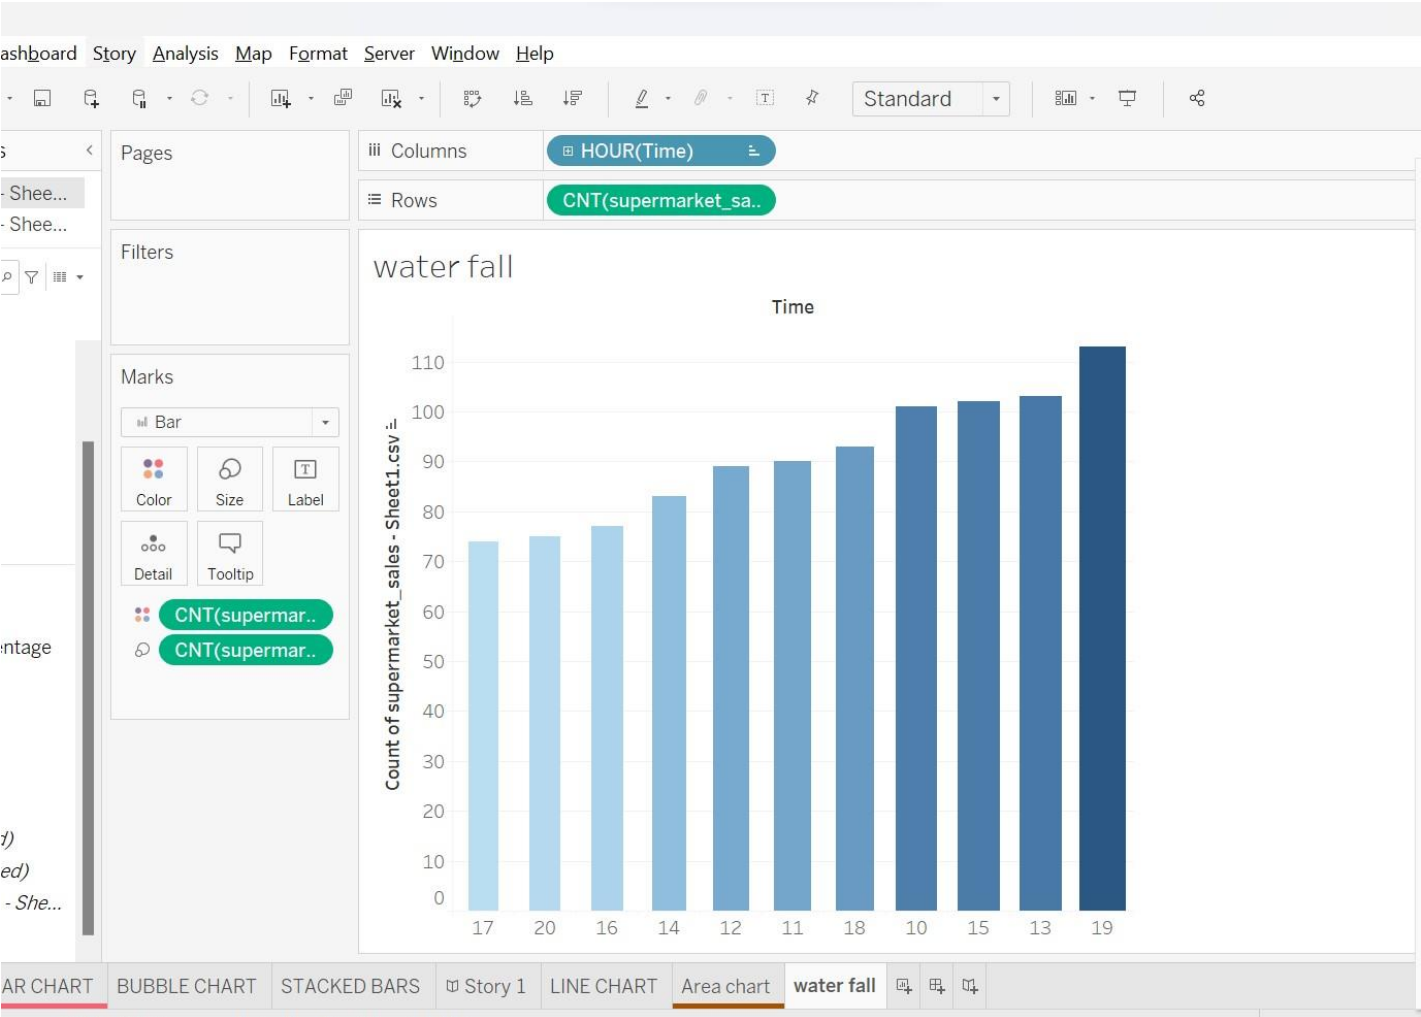 ashboard Story Analysis Map Format Server Window Help
Standard
s
Pages
Columns
HOUR(Time)
- Shee...
- Shee...
Rows
CNT(supermarket_sa..
Filters
water fall
Time
Marks
Bar
Color Size Label
Detail Tooltip
CNT(supermar..
CNT(supermar..
entage
d)
ed)
- She...
Count of supermarket_sales - Sheet1.csv
110
100
90
80
70
60
50
40
30
20
10
0
17 20 16 14 12 11 18 10 15 13 19
AR CHART BUBBLE CHART STACKED BARS Story 1 LINE CHART Area chart water fall